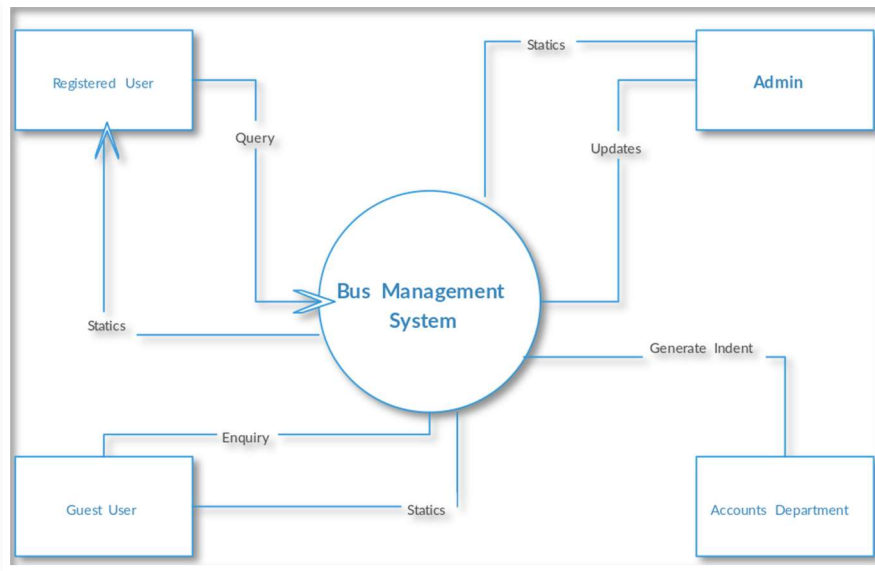 Statics
Registered User
Admin
Query
Updates
Bus Management
System
Statics
Generate Indent
Enquiry
Guest User
Statics
Accounts Department